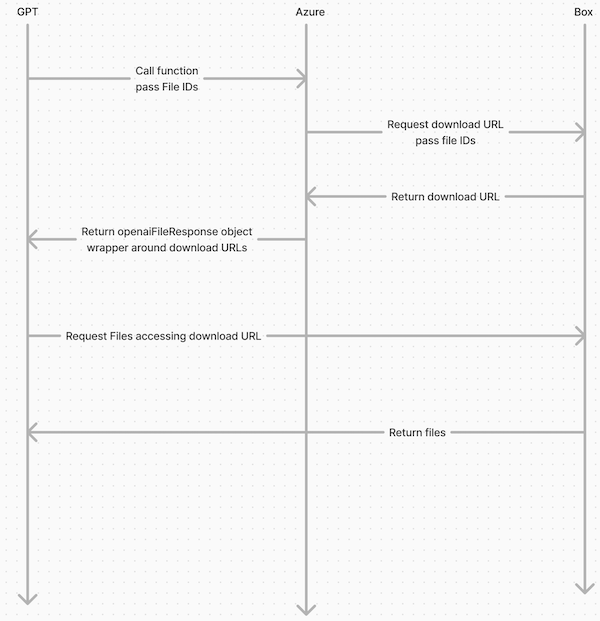 GPT
Azure
Box
Call function
pass File IDs
Request download URL
pass file IDs
Return download URL
Return openaiFileResponse object
wrapper around download URLs
Request Files accessing download URL
Return files